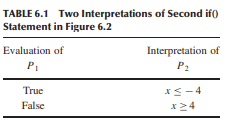 TABLE 6.1 Two Interpretations of Second if()
Statement in Figure 6.2
Evaluation of Interpretation of
P₁ P₂
True x ≤ − 4
False x ≥ 4